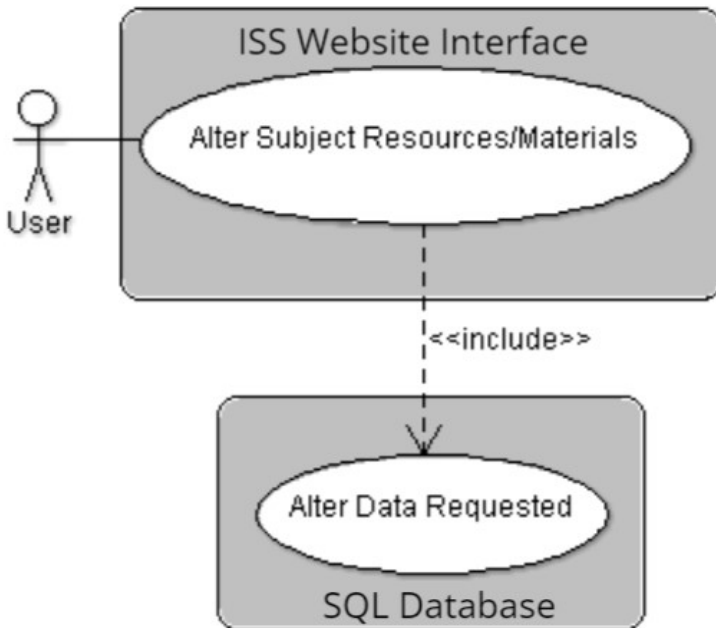 ISS Website Interface
Alter Subject Resources/Materials
User
<<include>>
Alter Data Requested
SQL Database